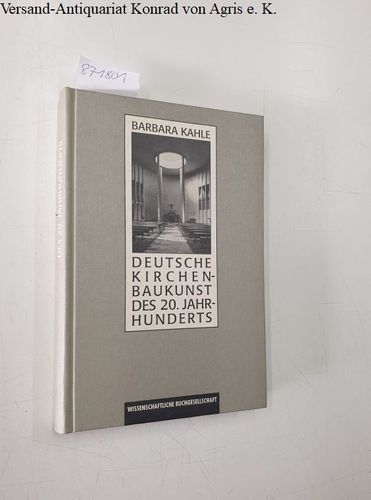 Versand-Antiquariat Konrad von Agris e. K.
871801
BARBARA KAHLE
DEUTSCHE
KIRCHEN-
BAUKUNST
DES 20. JAHR-
HUNDERTS
WISSENSCHAFTLICHE BUCHGESELLSCHAFT
DES 20. JAHRHUNDERTS